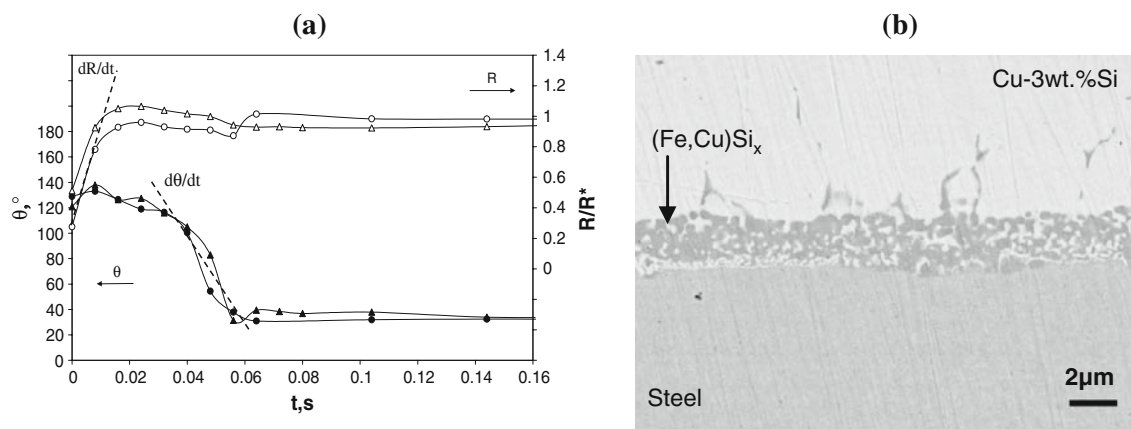 (a)
dR/dt
R
dθ/dt
θ
θ,°
0
20
40
60
80
100
120
140
160
180
0
0.02
0.04
0.06
0.08
0.1
0.12
0.14
0.16
t,s
1.4
1.2
1
0.8
0.6
0.4
0.2
0
R/R*
(b)
Cu-3wt.%Si
(Fe,Cu)Siₓ
Steel
2µm